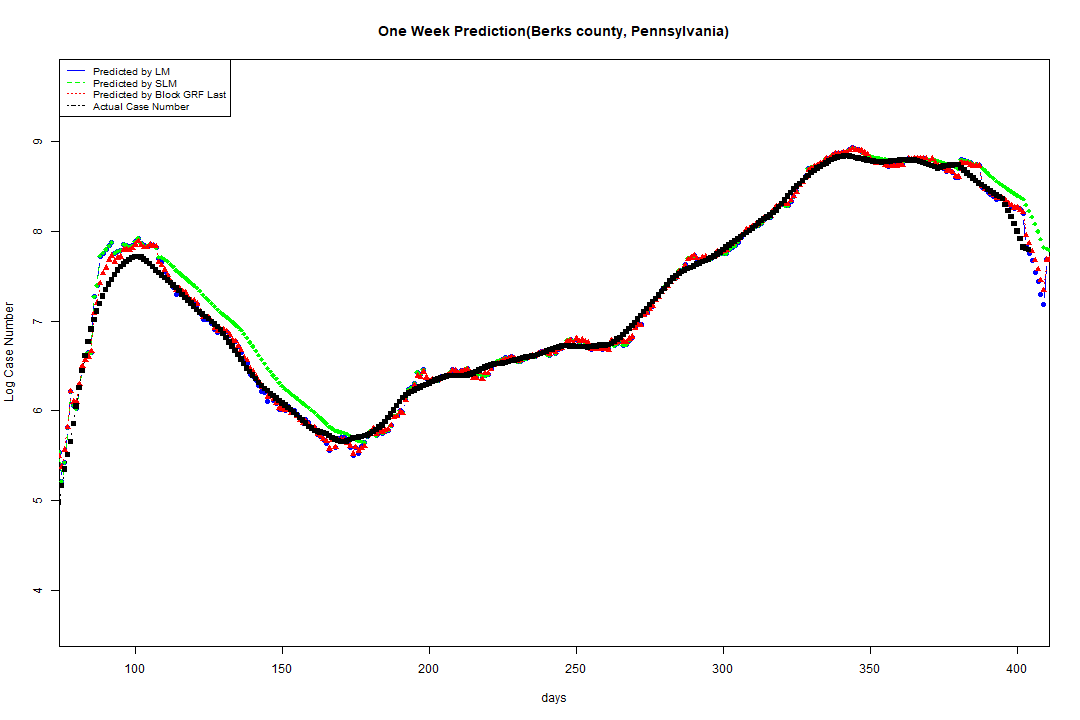 One Week Prediction(Berks county, Pennsylvania)
Predicted by LM
Predicted by SLM
Predicted by Block GRF Last
Actual Case Number
9
8
7
6
5
4
Log Case Number
100 150 200 250 300 350 400
days